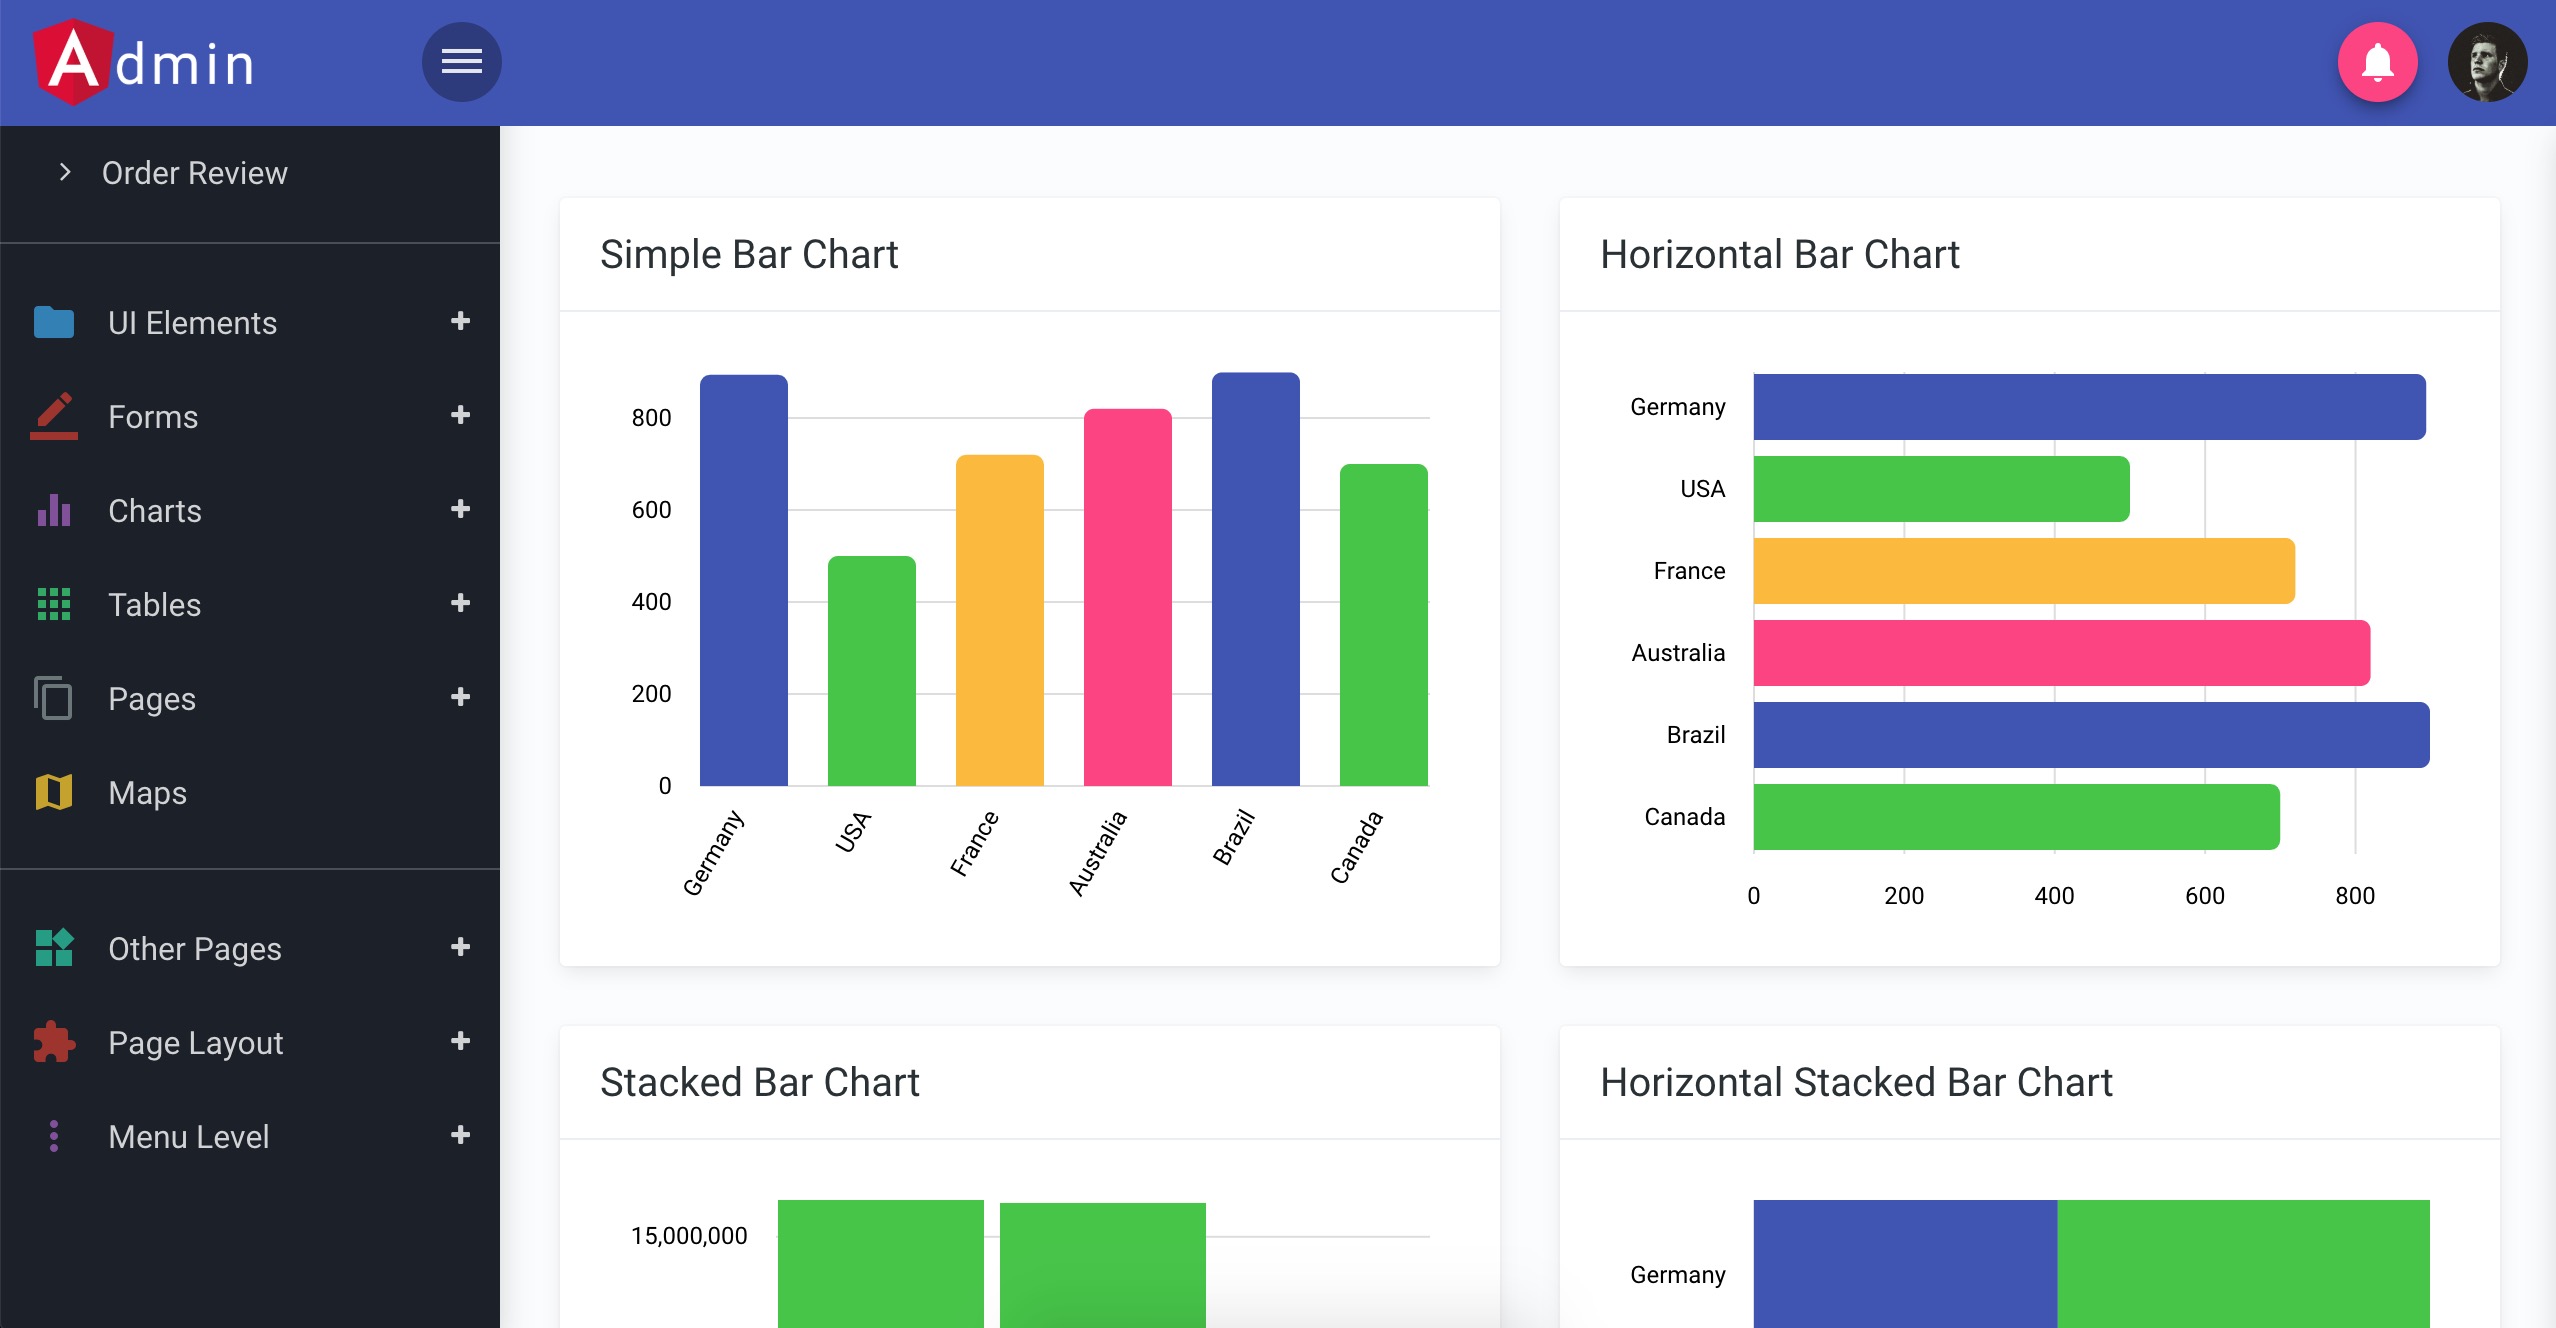 Admin
Order Review
UI Elements
Forms
Charts
Tables
Pages
Maps
Other Pages
Page Layout
Menu Level
Simple Bar Chart
800
600
400
200
0
Germany
USA
France
Australia
Brazil
Canada
Horizontal Bar Chart
Germany
USA
France
Australia
Brazil
Canada
0 200 400 600 800
Stacked Bar Chart
15,000,000
Horizontal Stacked Bar Chart
Germany